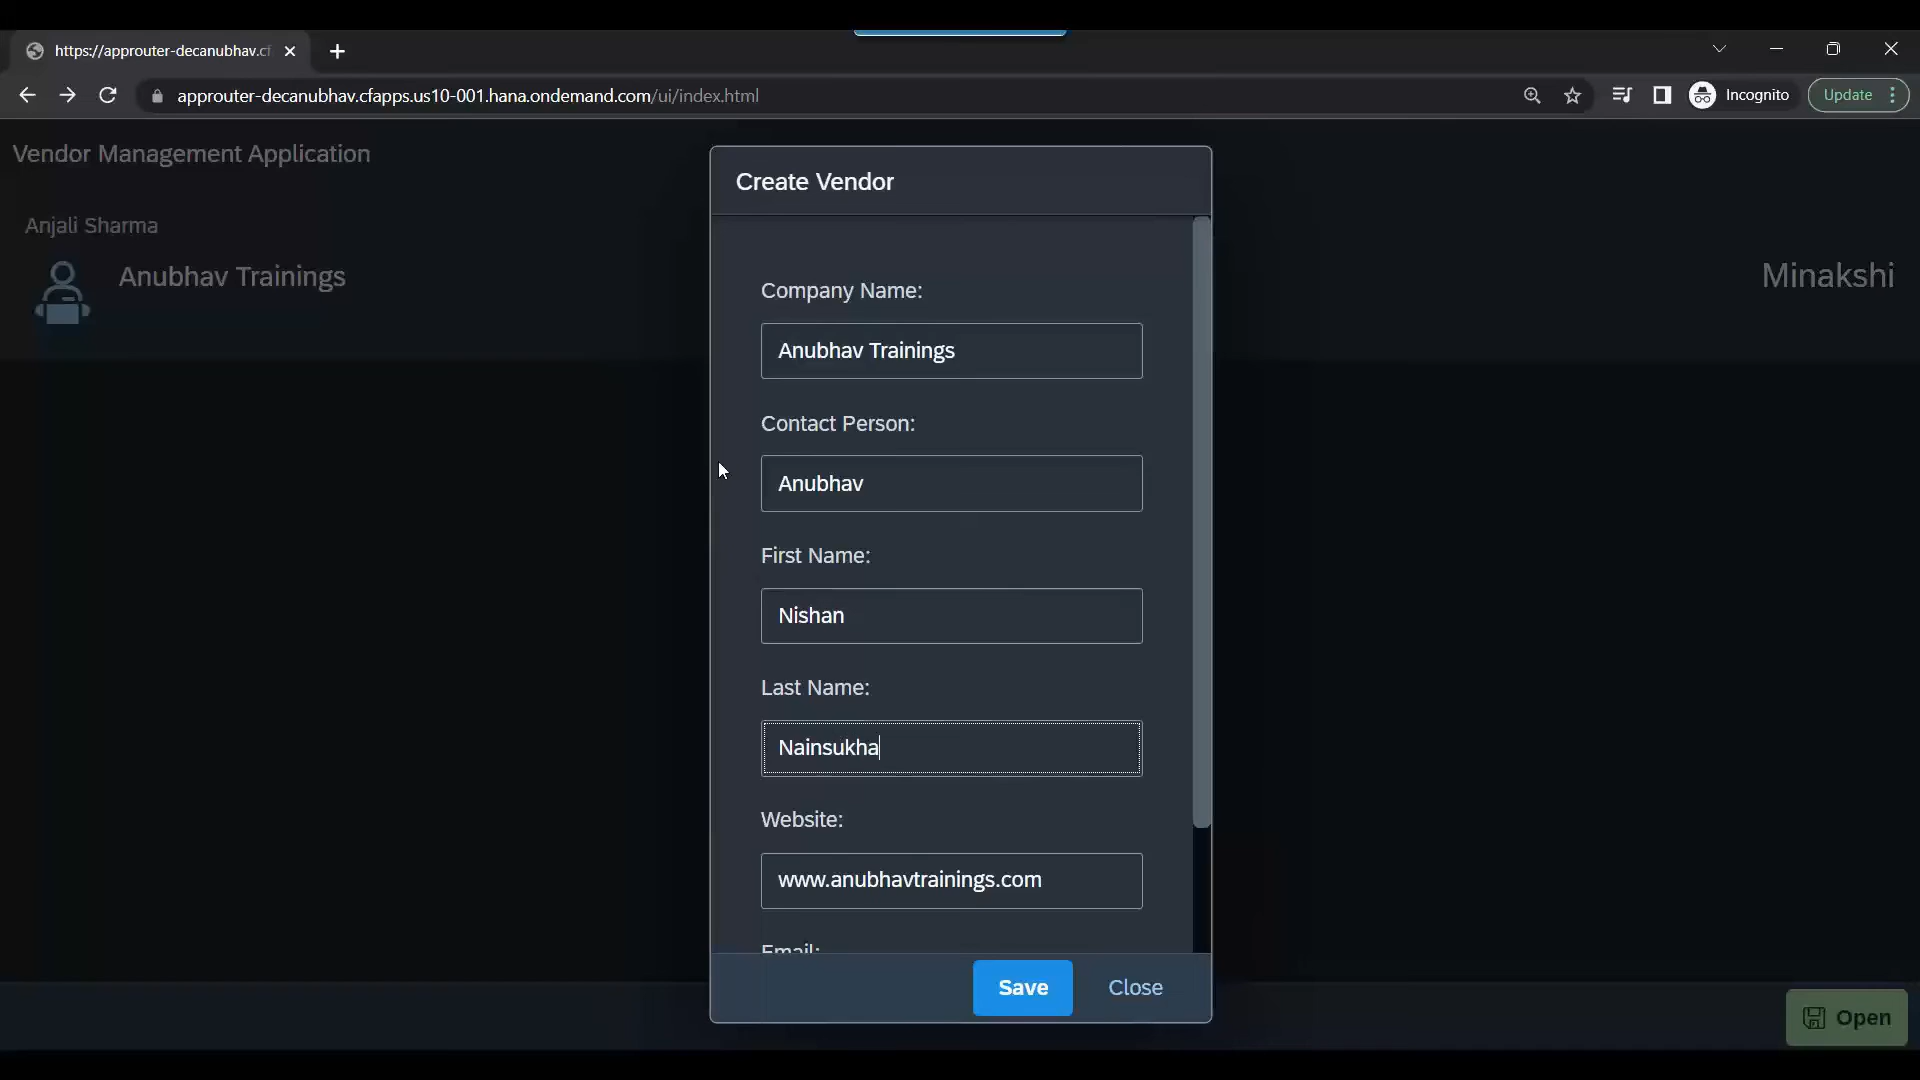 https://approuter-decanubhav.cf
approuter-decanubhav.cfapps.us10-001.hana.ondemand.com/ui/index.html
Incognito
Update
Vendor Management Application
Anjali Sharma
Anubhav Trainings
Minakshi
Create Vendor
Company Name:
Anubhav Trainings
Contact Person:
Anubhav
First Name:
Nishan
Last Name:
Nainsukha
Website:
www.anubhavtrainings.com
Email:
Save
Close
Open